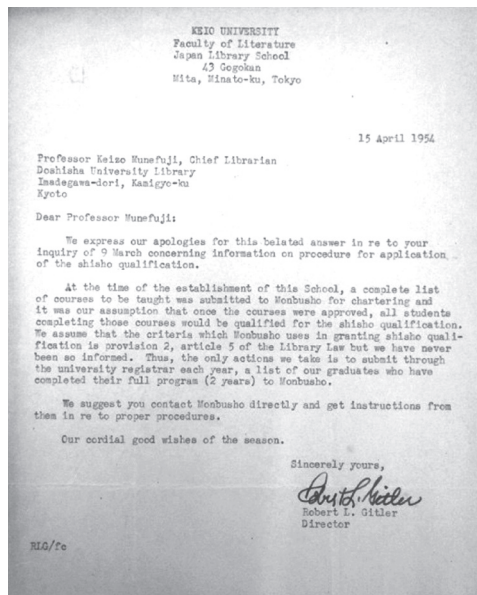 KEIO UNIVERSITY
Faculty of Literature
Japan Library School
43 Gogokan
Mita, Minato-ku, Tokyo
15 April 1954
Professor Keizo Munefuji, Chief Librarian
Doshisha University Library
Imadegawa-dori, Kamigyo-ku
Kyoto
Dear Professor Munefuji:
We express our apologies for this belated answer in re to your
inquiry of 9 March concerning information on procedure for application
of the shisho qualification.
At the time of the establishment of this School, a complete list
of courses to be taught was submitted to Monbusho for chartering and
it was our assumption that once the courses were approved, all students
completing those courses would be qualified for the shisho qualification.
We assume that the criteria which Monbusho uses in granting shisho quali-
fication is provision 2, article 5 of the Library Law but we have never
been so informed. Thus, the only actions we take is to submit through
the university registrar each year, a list of our graduates who have
completed their full program (2 years) to Monbusho.
We suggest you contact Monbusho directly and get instructions from
them in re to proper procedures.
Our cordial good wishes of the season.
Sincerely yours,
Robert L. Gitler
Robert L. Gitler
Director
RLG/fc